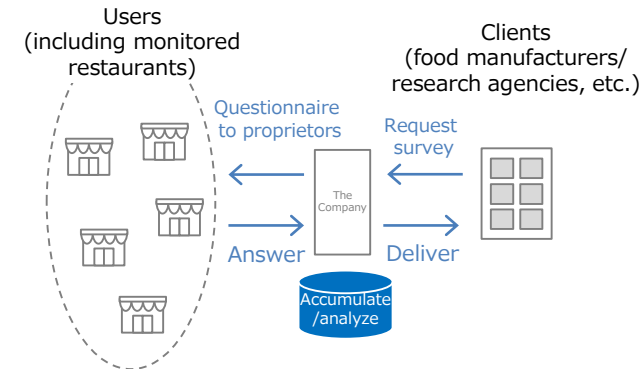 Users
(including monitored
restaurants)
Clients
(food manufacturers/
research agencies, etc.)
Questionnaire
to proprietors
Request
survey
The
Company
Answer
Deliver
Accumulate
/analyze